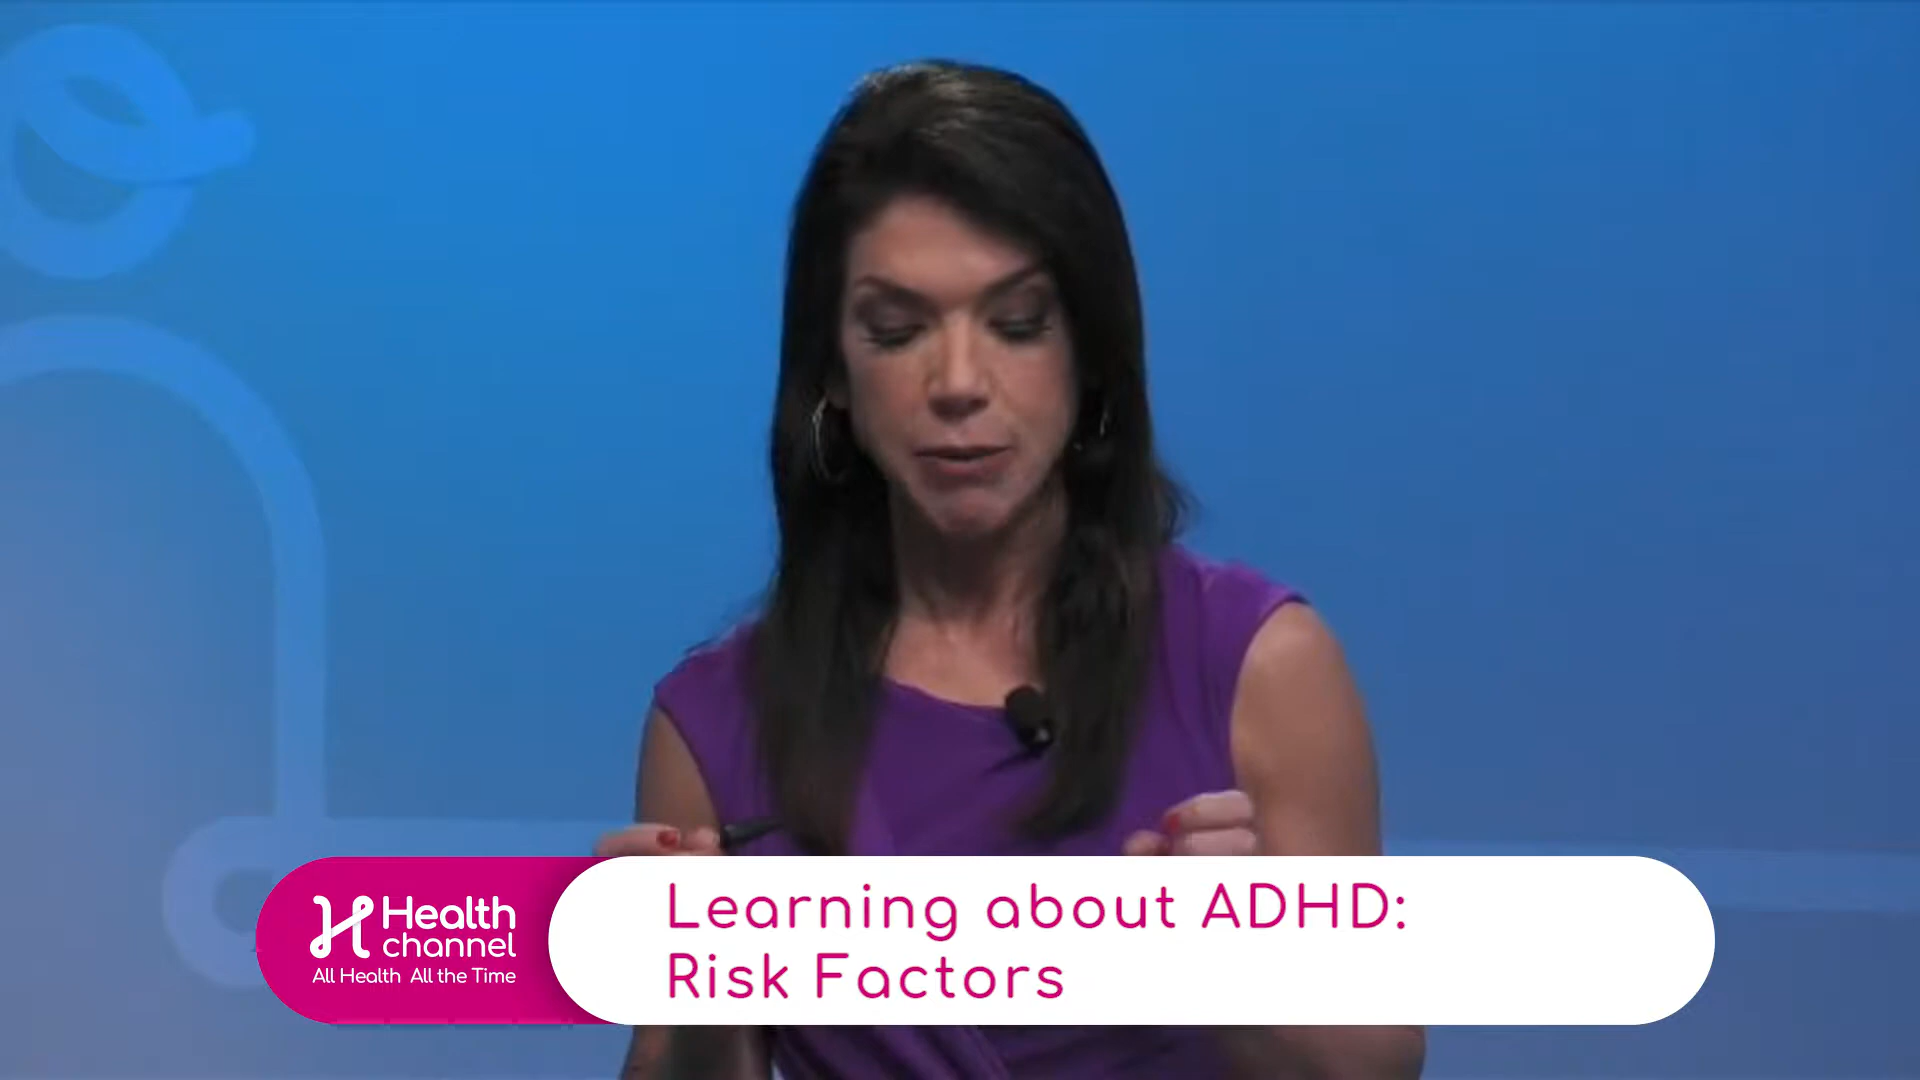 Health
channel
All Health All the Time
Learning about ADHD:
Risk Factors